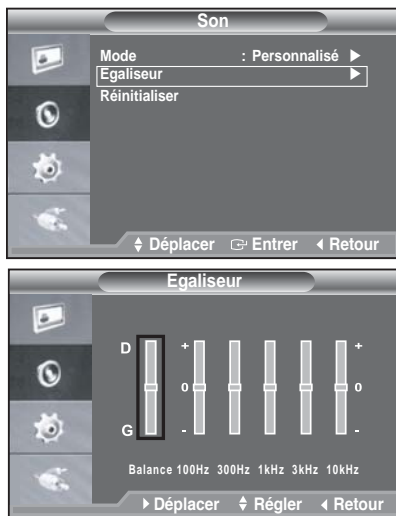 Son
Mode : Personnalisé
Egaliseur
Réinitialiser
Déplacer Entrer Retour
Egaliseur
D + +
0 0
G - -
Balance 100Hz 300Hz 1kHz 3kHz 10kHz
Déplacer Régler Retour